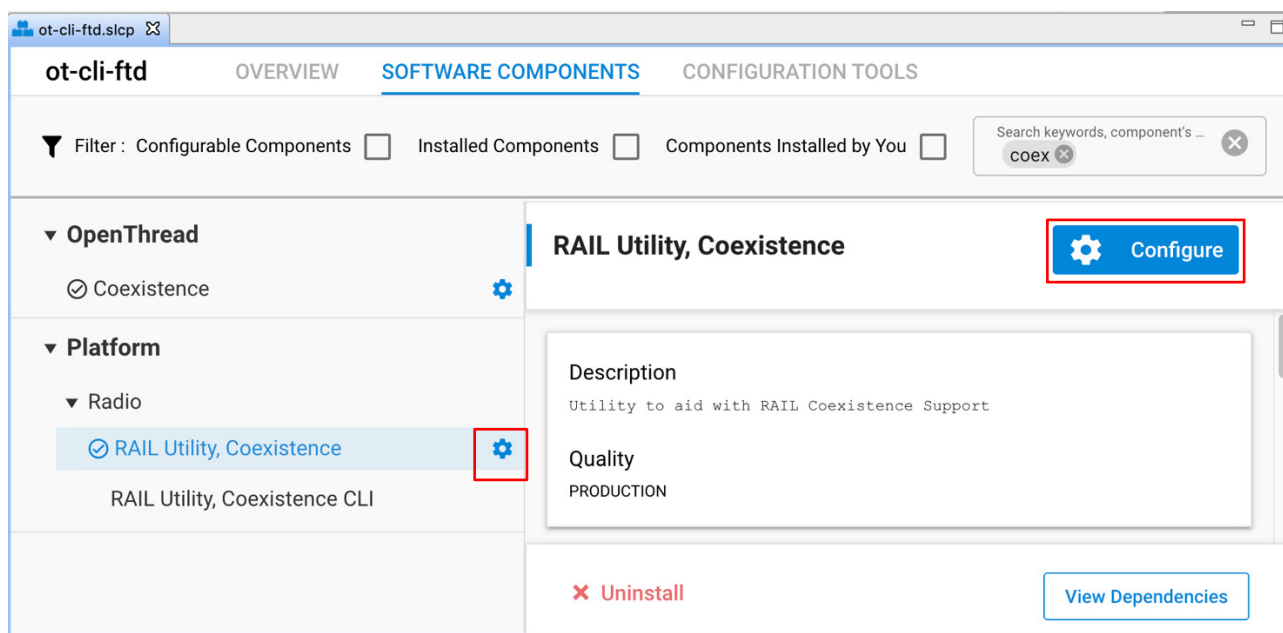 ot-cli-ftd.slcp
ot-cli-ftd OVERVIEW SOFTWARE COMPONENTS CONFIGURATION TOOLS
Filter : Configurable Components Installed Components Components Installed by You
Search keywords, component's ...
coex
OpenThread
Coexistence
Platform
Radio
RAIL Utility, Coexistence
RAIL Utility, Coexistence CLI
RAIL Utility, Coexistence
Configure
Description
Utility to aid with RAIL Coexistence Support
Quality
PRODUCTION
Uninstall
View Dependencies